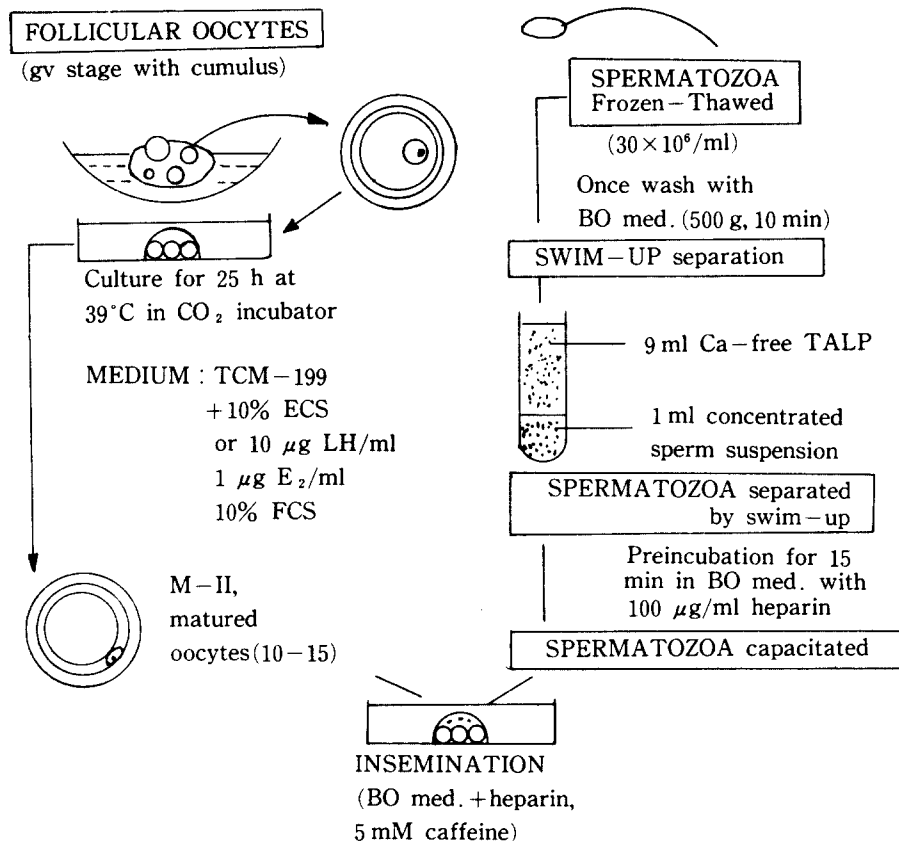 FOLLICULAR OOCYTES
(gv stage with cumulus)
Culture for 25 h at
39°C in CO₂ incubator
MEDIUM : TCM-199
+10% ECS
or 10 μg LH/ml
1 μg E₂/ml
10% FCS
M-II,
matured
oocytes(10-15)
SPERMATOZOA
Frozen-Thawed
(30×10⁶/ml)
Once wash with
BO med. (500 g, 10 min)
SWIM-UP separation
9 ml Ca-free TALP
1 ml concentrated
sperm suspension
SPERMATOZOA separated
by swim-up
Preincubation for 15
min in BO med. with
100 μg/ml heparin
SPERMATOZOA capacitated
INSEMINATION
(BO med. +heparin,
5 mM caffeine)